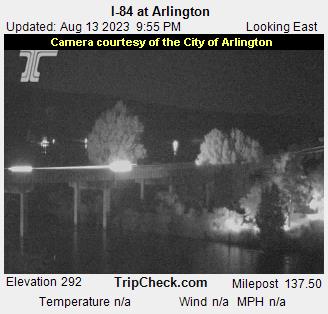 I-84 at Arlington
Updated: Aug 13 2023 9:55 PM Looking East
Camera courtesy of the City of Arlington
Elevation 292 TripCheck.com Milepost 137.50
Temperature n/a Wind n/a MPH n/a